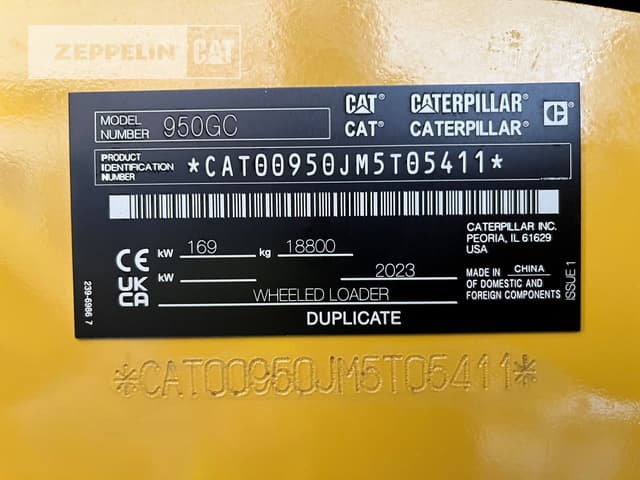 ZEPPELIN CAT
MODEL NUMBER 950GC
CAT CATERPILLAR
CAT® CATERPILLAR® C
PRODUCT IDENTIFICATION NUMBER *CAT00950JM5T05411*
CATERPILLAR INC.
PEORIA, IL 61629
USA
CE
UK
CA
kW 169 kg 18800
kW 2023
WHEELED LOADER
MADE IN CHINA
OF DOMESTIC AND
FOREIGN COMPONENTS
ISSUE 1
239-6986 7
DUPLICATE
*CAT00950JM5T05411*